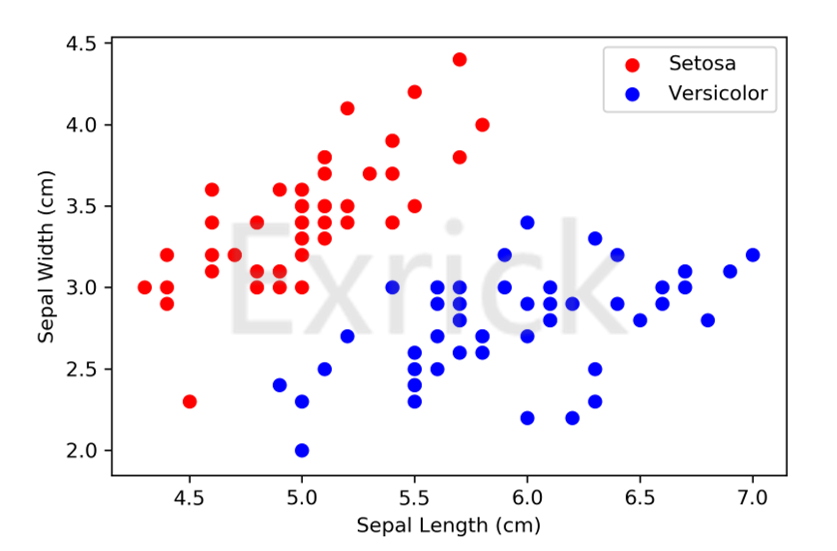 4.5
Setosa
Versicolor
4.0
3.5
3.0
2.5
2.0
Sepal Width (cm)
Exrick
4.5 5.0 5.5 6.0 6.5 7.0
Sepal Length (cm)